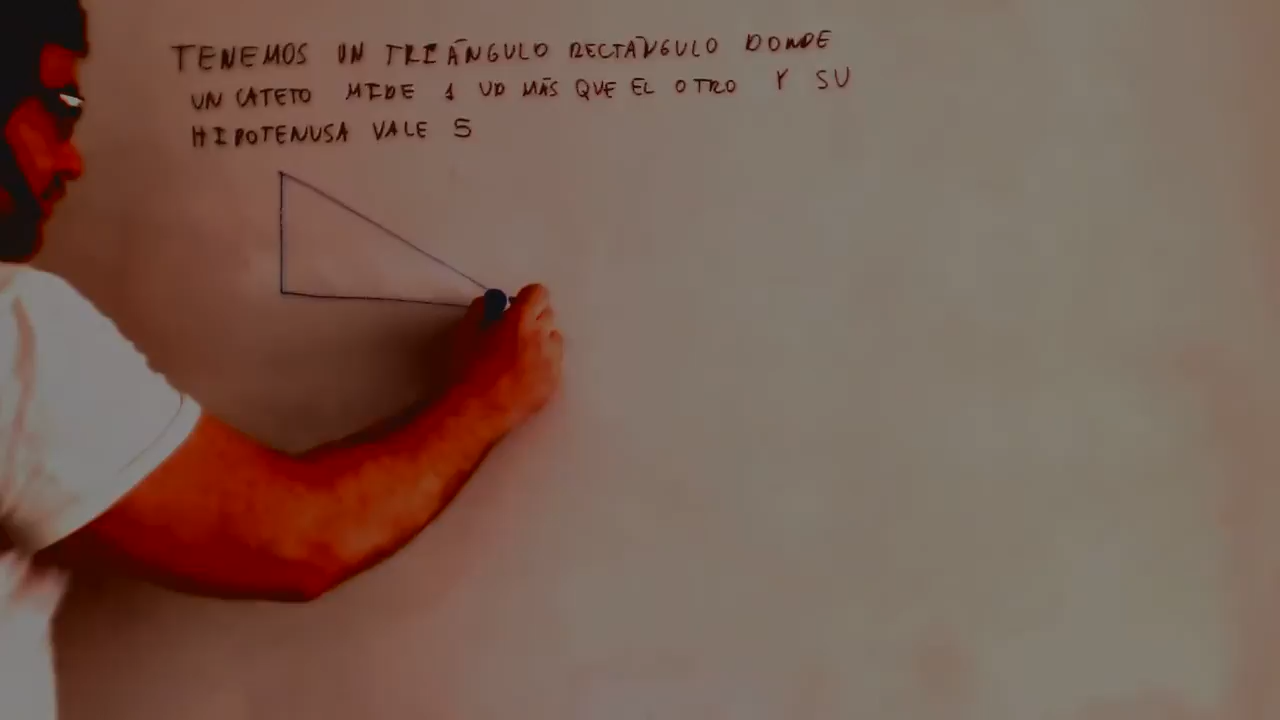 TENEMOS UN TRIÁNGULO RECTÁNGULO DONDE
UN CATETO MIDE 1 UD MÁS QUE EL OTRO Y SU
HIPOTENUSA VALE 5